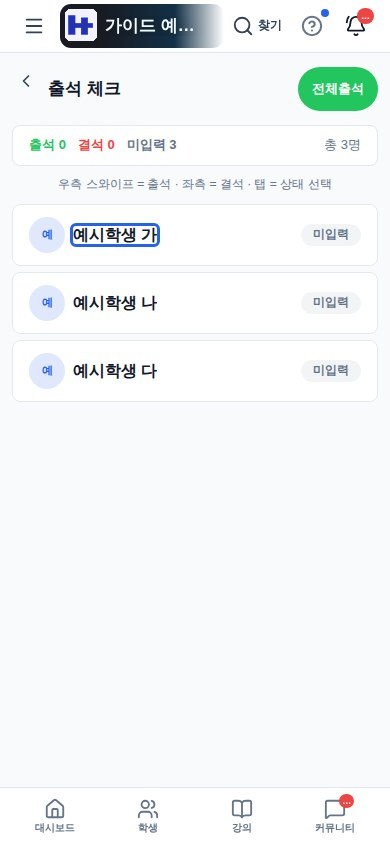 가이드 예...
찾기
출석 체크
전체출석
출석 0 결석 0 미입력 3 총 3명
우측 스와이프 = 출석 · 좌측 = 결석 · 탭 = 상태 선택
예 예시학생 가 미입력
예 예시학생 나 미입력
예 예시학생 다 미입력
대시보드 학생 강의 커뮤니티